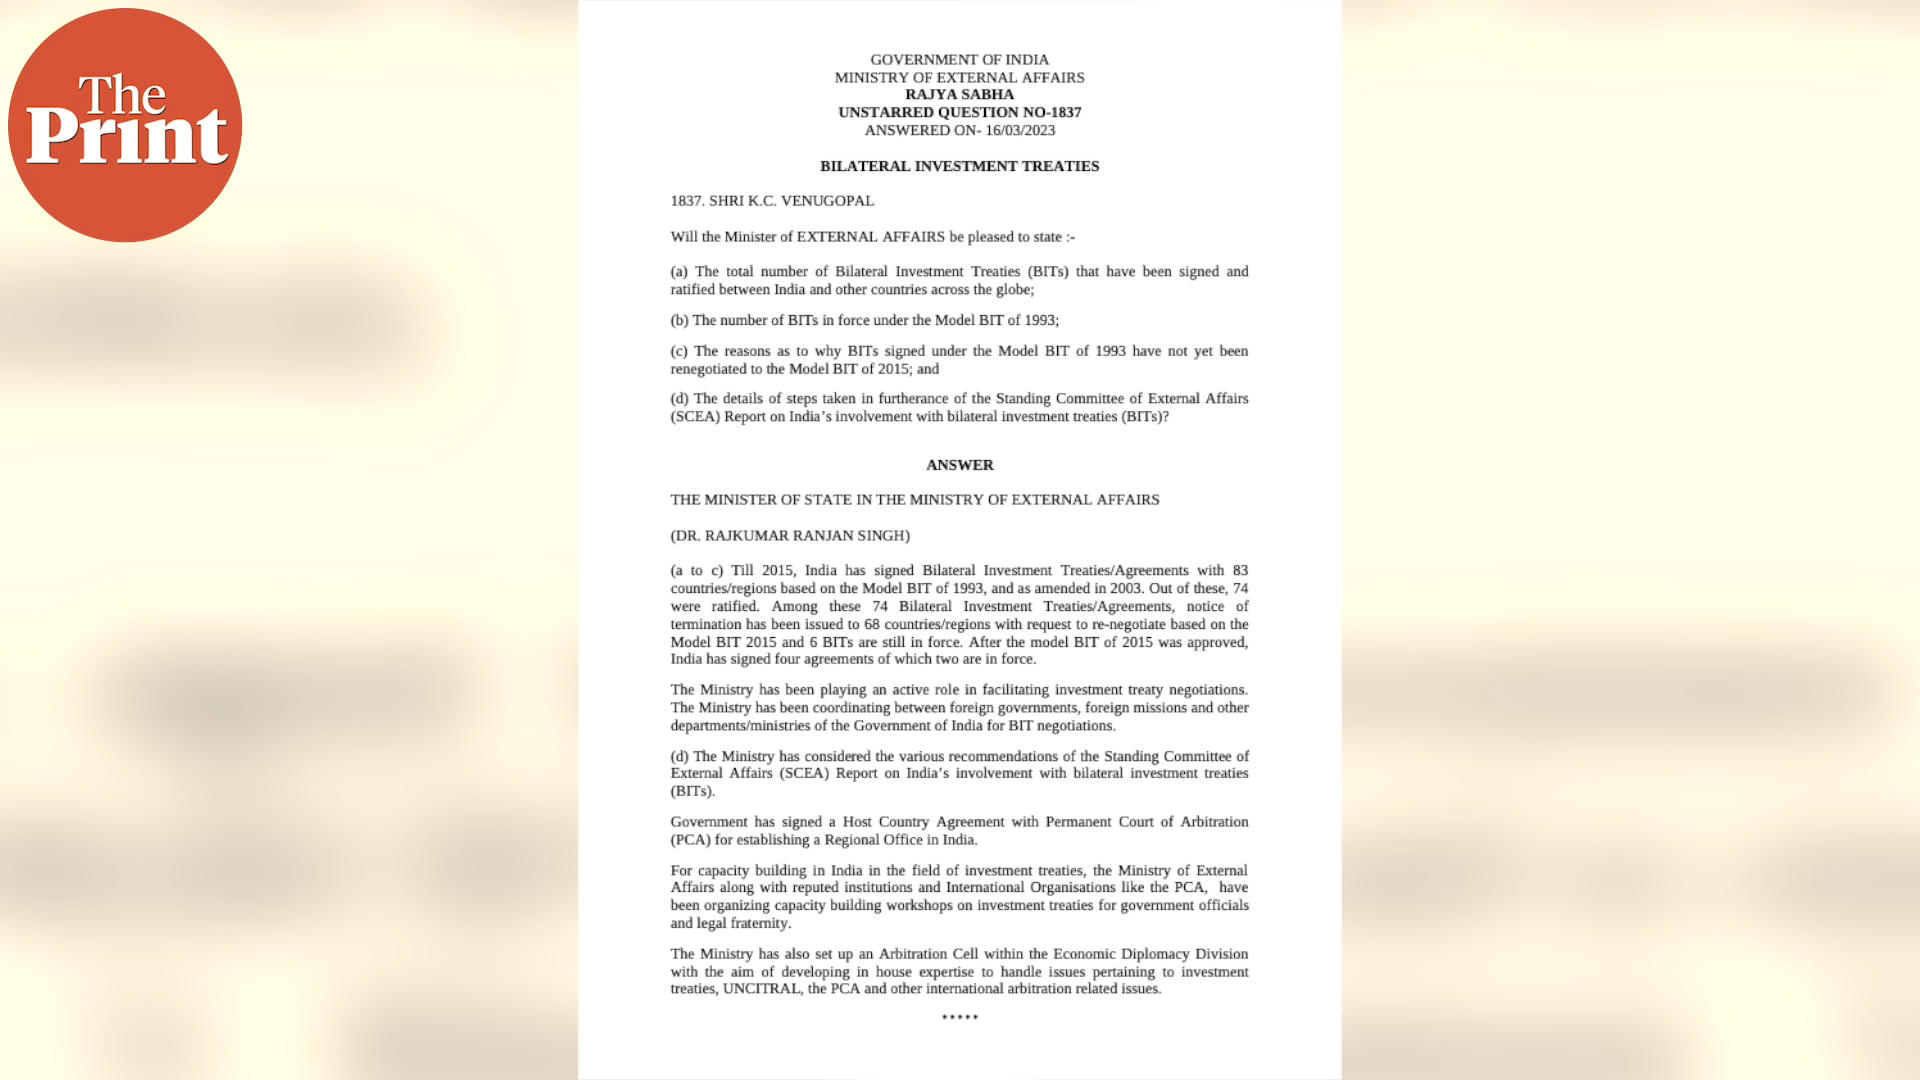 The
Print
GOVERNMENT OF INDIA
MINISTRY OF EXTERNAL AFFAIRS
RAJYA SABHA
UNSTARRED QUESTION NO-1837
ANSWERED ON- 16/03/2023
BILATERAL INVESTMENT TREATIES
1837. SHRI K.C. VENUGOPAL
Will the Minister of EXTERNAL AFFAIRS be pleased to state :-
(a) The total number of Bilateral Investment Treaties (BITs) that have been signed and
ratified between India and other countries across the globe;
(b) The number of BITs in force under the Model BIT of 1993;
(c) The reasons as to why BITs signed under the Model BIT of 1993 have not yet been
renegotiated to the Model BIT of 2015; and
(d) The details of steps taken in furtherance of the Standing Committee of External Affairs
(SCEA) Report on India’s involvement with bilateral investment treaties (BITs)?
ANSWER
THE MINISTER OF STATE IN THE MINISTRY OF EXTERNAL AFFAIRS
(DR. RAJKUMAR RANJAN SINGH)
(a to c) Till 2015, India has signed Bilateral Investment Treaties/Agreements with 83
countries/regions based on the Model BIT of 1993, and as amended in 2003. Out of these, 74
were ratified. Among these 74 Bilateral Investment Treaties/Agreements, notice of
termination has been issued to 68 countries/regions with request to re-negotiate based on the
Model BIT 2015 and 6 BITs are still in force. After the model BIT of 2015 was approved,
India has signed four agreements of which two are in force.
The Ministry has been playing an active role in facilitating investment treaty negotiations.
The Ministry has been coordinating between foreign governments, foreign missions and other
departments/ministries of the Government of India for BIT negotiations.
(d) The Ministry has considered the various recommendations of the Standing Committee of
External Affairs (SCEA) Report on India’s involvement with bilateral investment treaties
(BITs).
Government has signed a Host Country Agreement with Permanent Court of Arbitration
(PCA) for establishing a Regional Office in India.
For capacity building in India in the field of investment treaties, the Ministry of External
Affairs along with reputed institutions and International Organisations like the PCA, have
been organizing capacity building workshops on investment treaties for government officials
and legal fraternity.
The Ministry has also set up an Arbitration Cell within the Economic Diplomacy Division
with the aim of developing in house expertise to handle issues pertaining to investment
treaties, UNCITRAL, the PCA and other international arbitration related issues.
*****